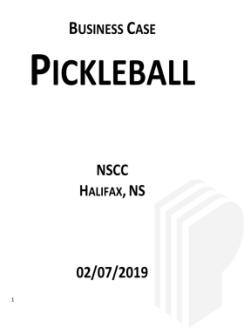 BUSINESS CASE
PICKLEBALL
NSCC
HALIFAX, NS
02/07/2019
1